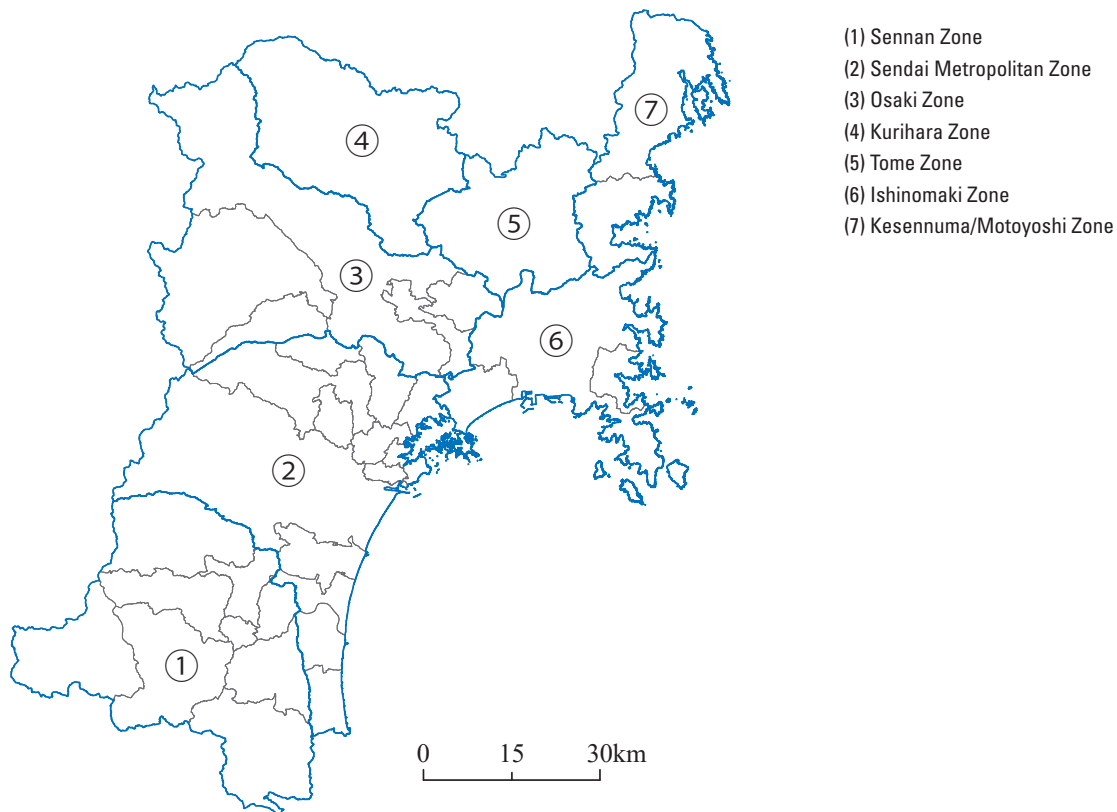 (1) Sennan Zone
(2) Sendai Metropolitan Zone
(3) Osaki Zone
(4) Kurihara Zone
(5) Tome Zone
(6) Ishinomaki Zone
(7) Kesennuma/Motoyoshi Zone
7
4
5
3
6
2
1
0 15 30km